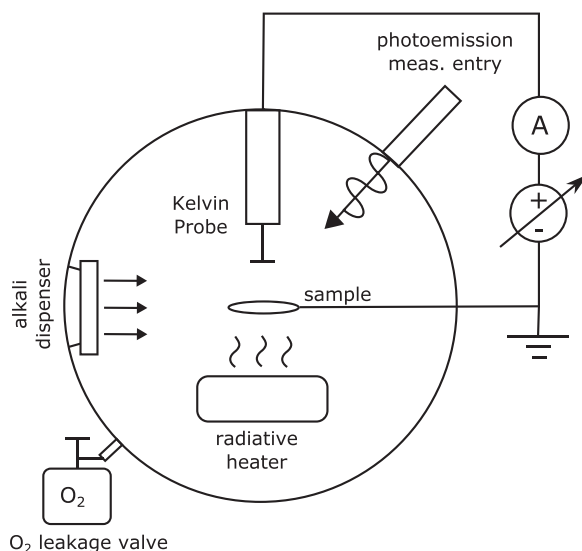 photoemission
meas. entry
A
Kelvin
Probe
+
-
alkali
dispenser
sample
radiative
heater
O₂
O₂ leakage valve